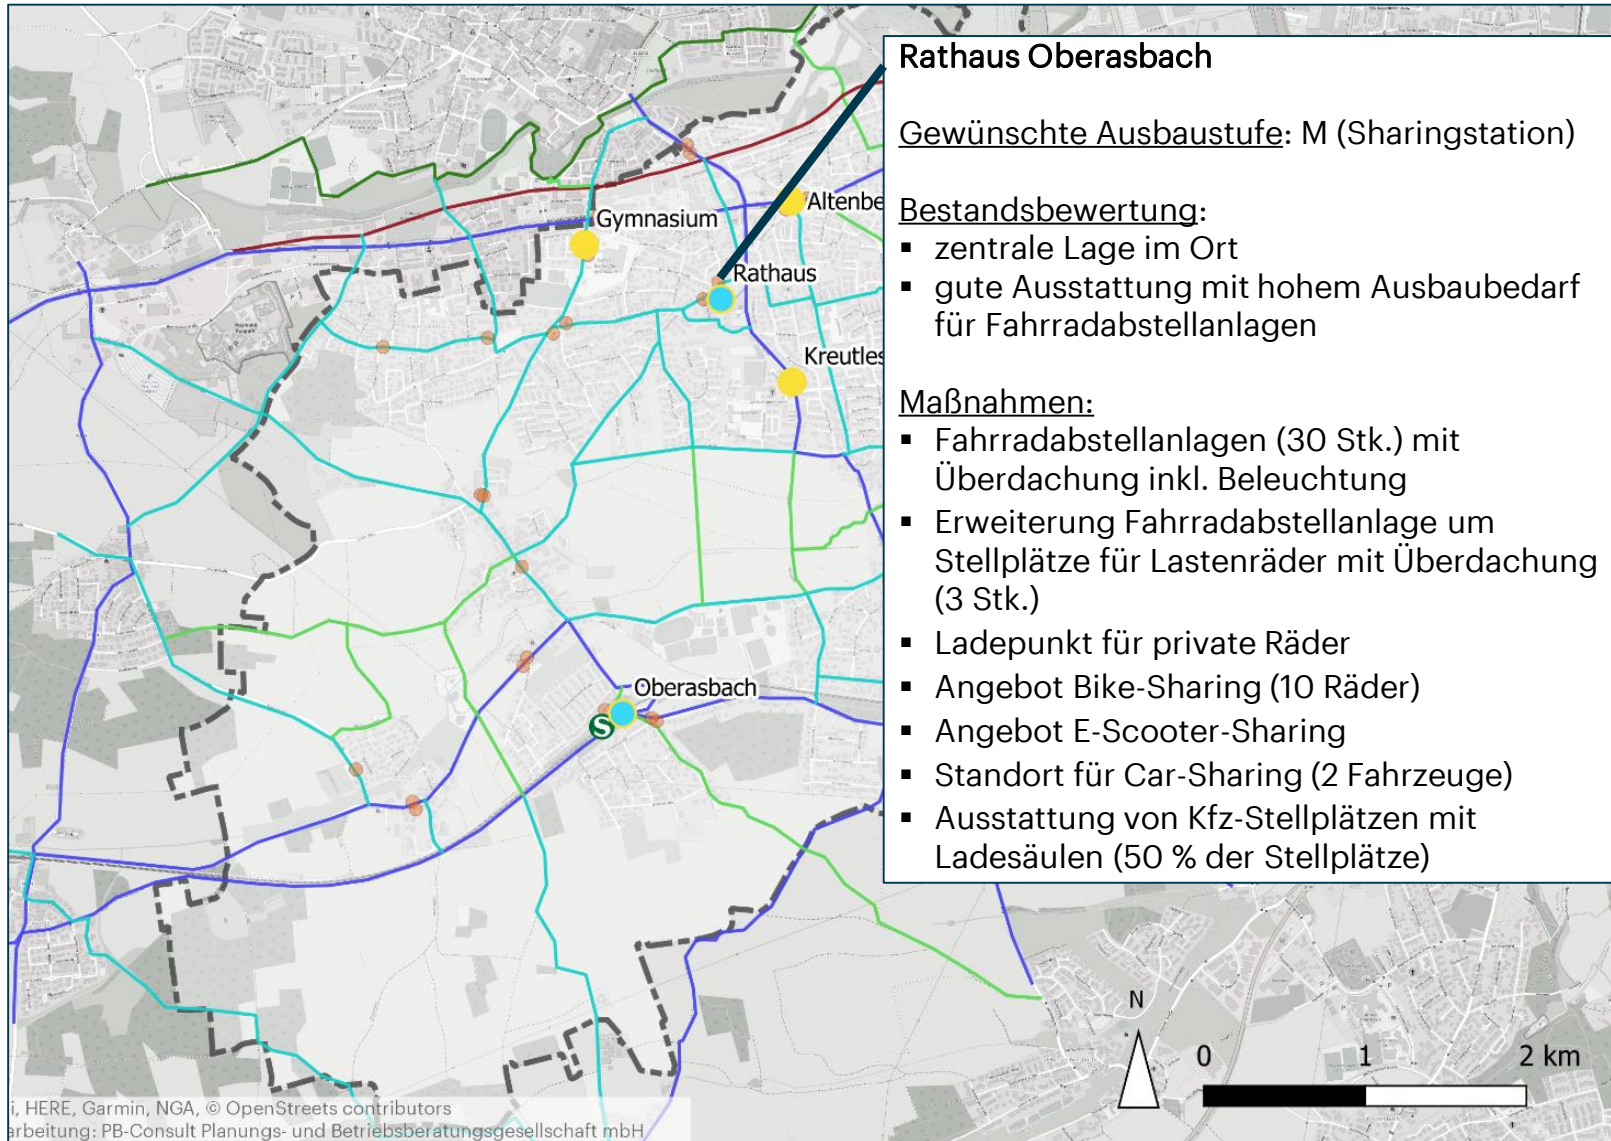 Rathaus Oberasbach
Gewünschte Ausbaustufe: M (Sharingstation)
Bestandsbewertung:
▪ zentrale Lage im Ort
▪ gute Ausstattung mit hohem Ausbaubedarf
für Fahrradabstellanlagen
Maßnahmen:
▪ Fahrradabstellanlagen (30 Stk.) mit
Überdachung inkl. Beleuchtung
▪ Erweiterung Fahrradabstellanlage um
Stellplätze für Lastenräder mit Überdachung
(3 Stk.)
▪ Ladepunkt für private Räder
▪ Angebot Bike-Sharing (10 Räder)
▪ Angebot E-Scooter-Sharing
▪ Standort für Car-Sharing (2 Fahrzeuge)
▪ Ausstattung von Kfz-Stellplätzen mit
Ladesäulen (50 % der Stellplätze)
Altenbe
Gymnasium
Rathaus
Kreutles
Oberasbach
S
N
0 1 2 km
i, HERE, Garmin, NGA, © OpenStreets contributors
arbeitung: PB-Consult Planungs- und Betriebsberatungsgesellschaft mbH